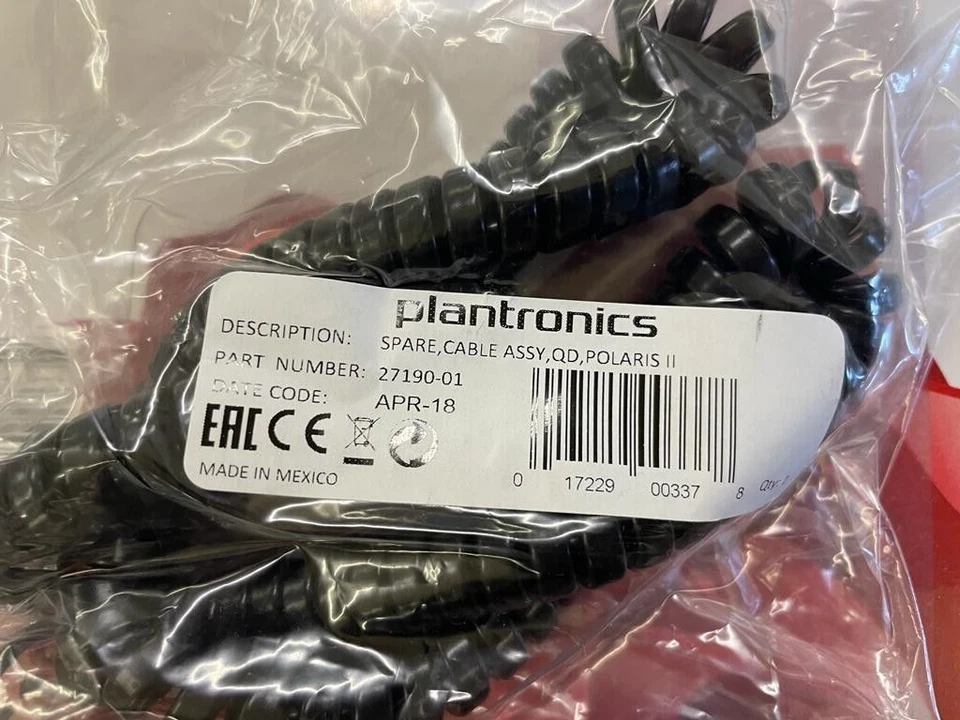 plantronics
DESCRIPTION: SPARE,CABLE ASSY,QD,POLARIS II
PART NUMBER: 27190-01
DATE CODE: APR-18
EAC CE
MADE IN MEXICO
0 17229 00337 8 Qty: